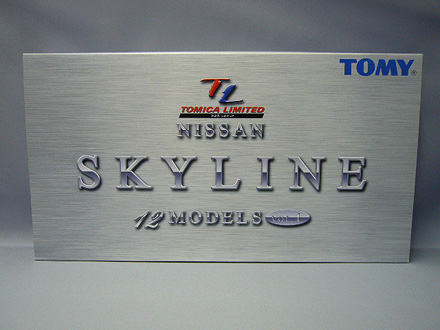 TOMY®
TL
TOMICA LIMITED
NISSAN
SKYLINE
12 MODELS vol.1